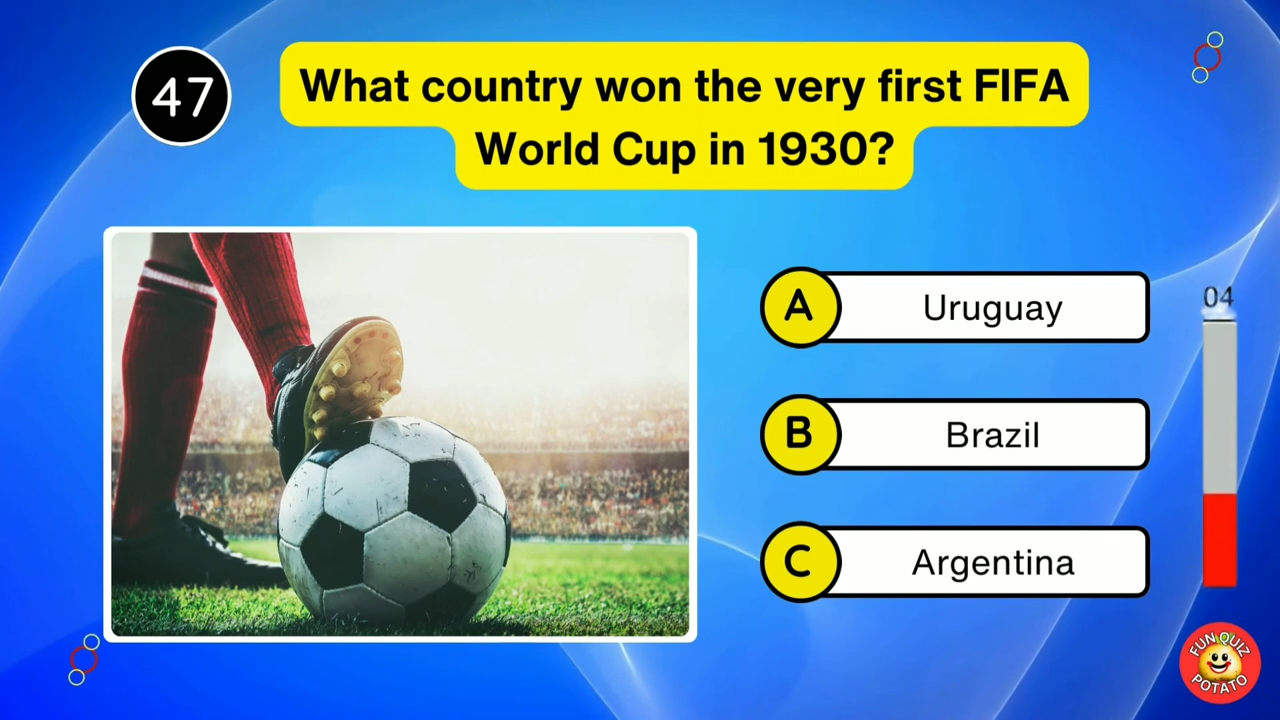 47
What country won the very first FIFA
World Cup in 1930?
A Uruguay
B Brazil
C Argentina
04
FUN QUIZ
POTATO